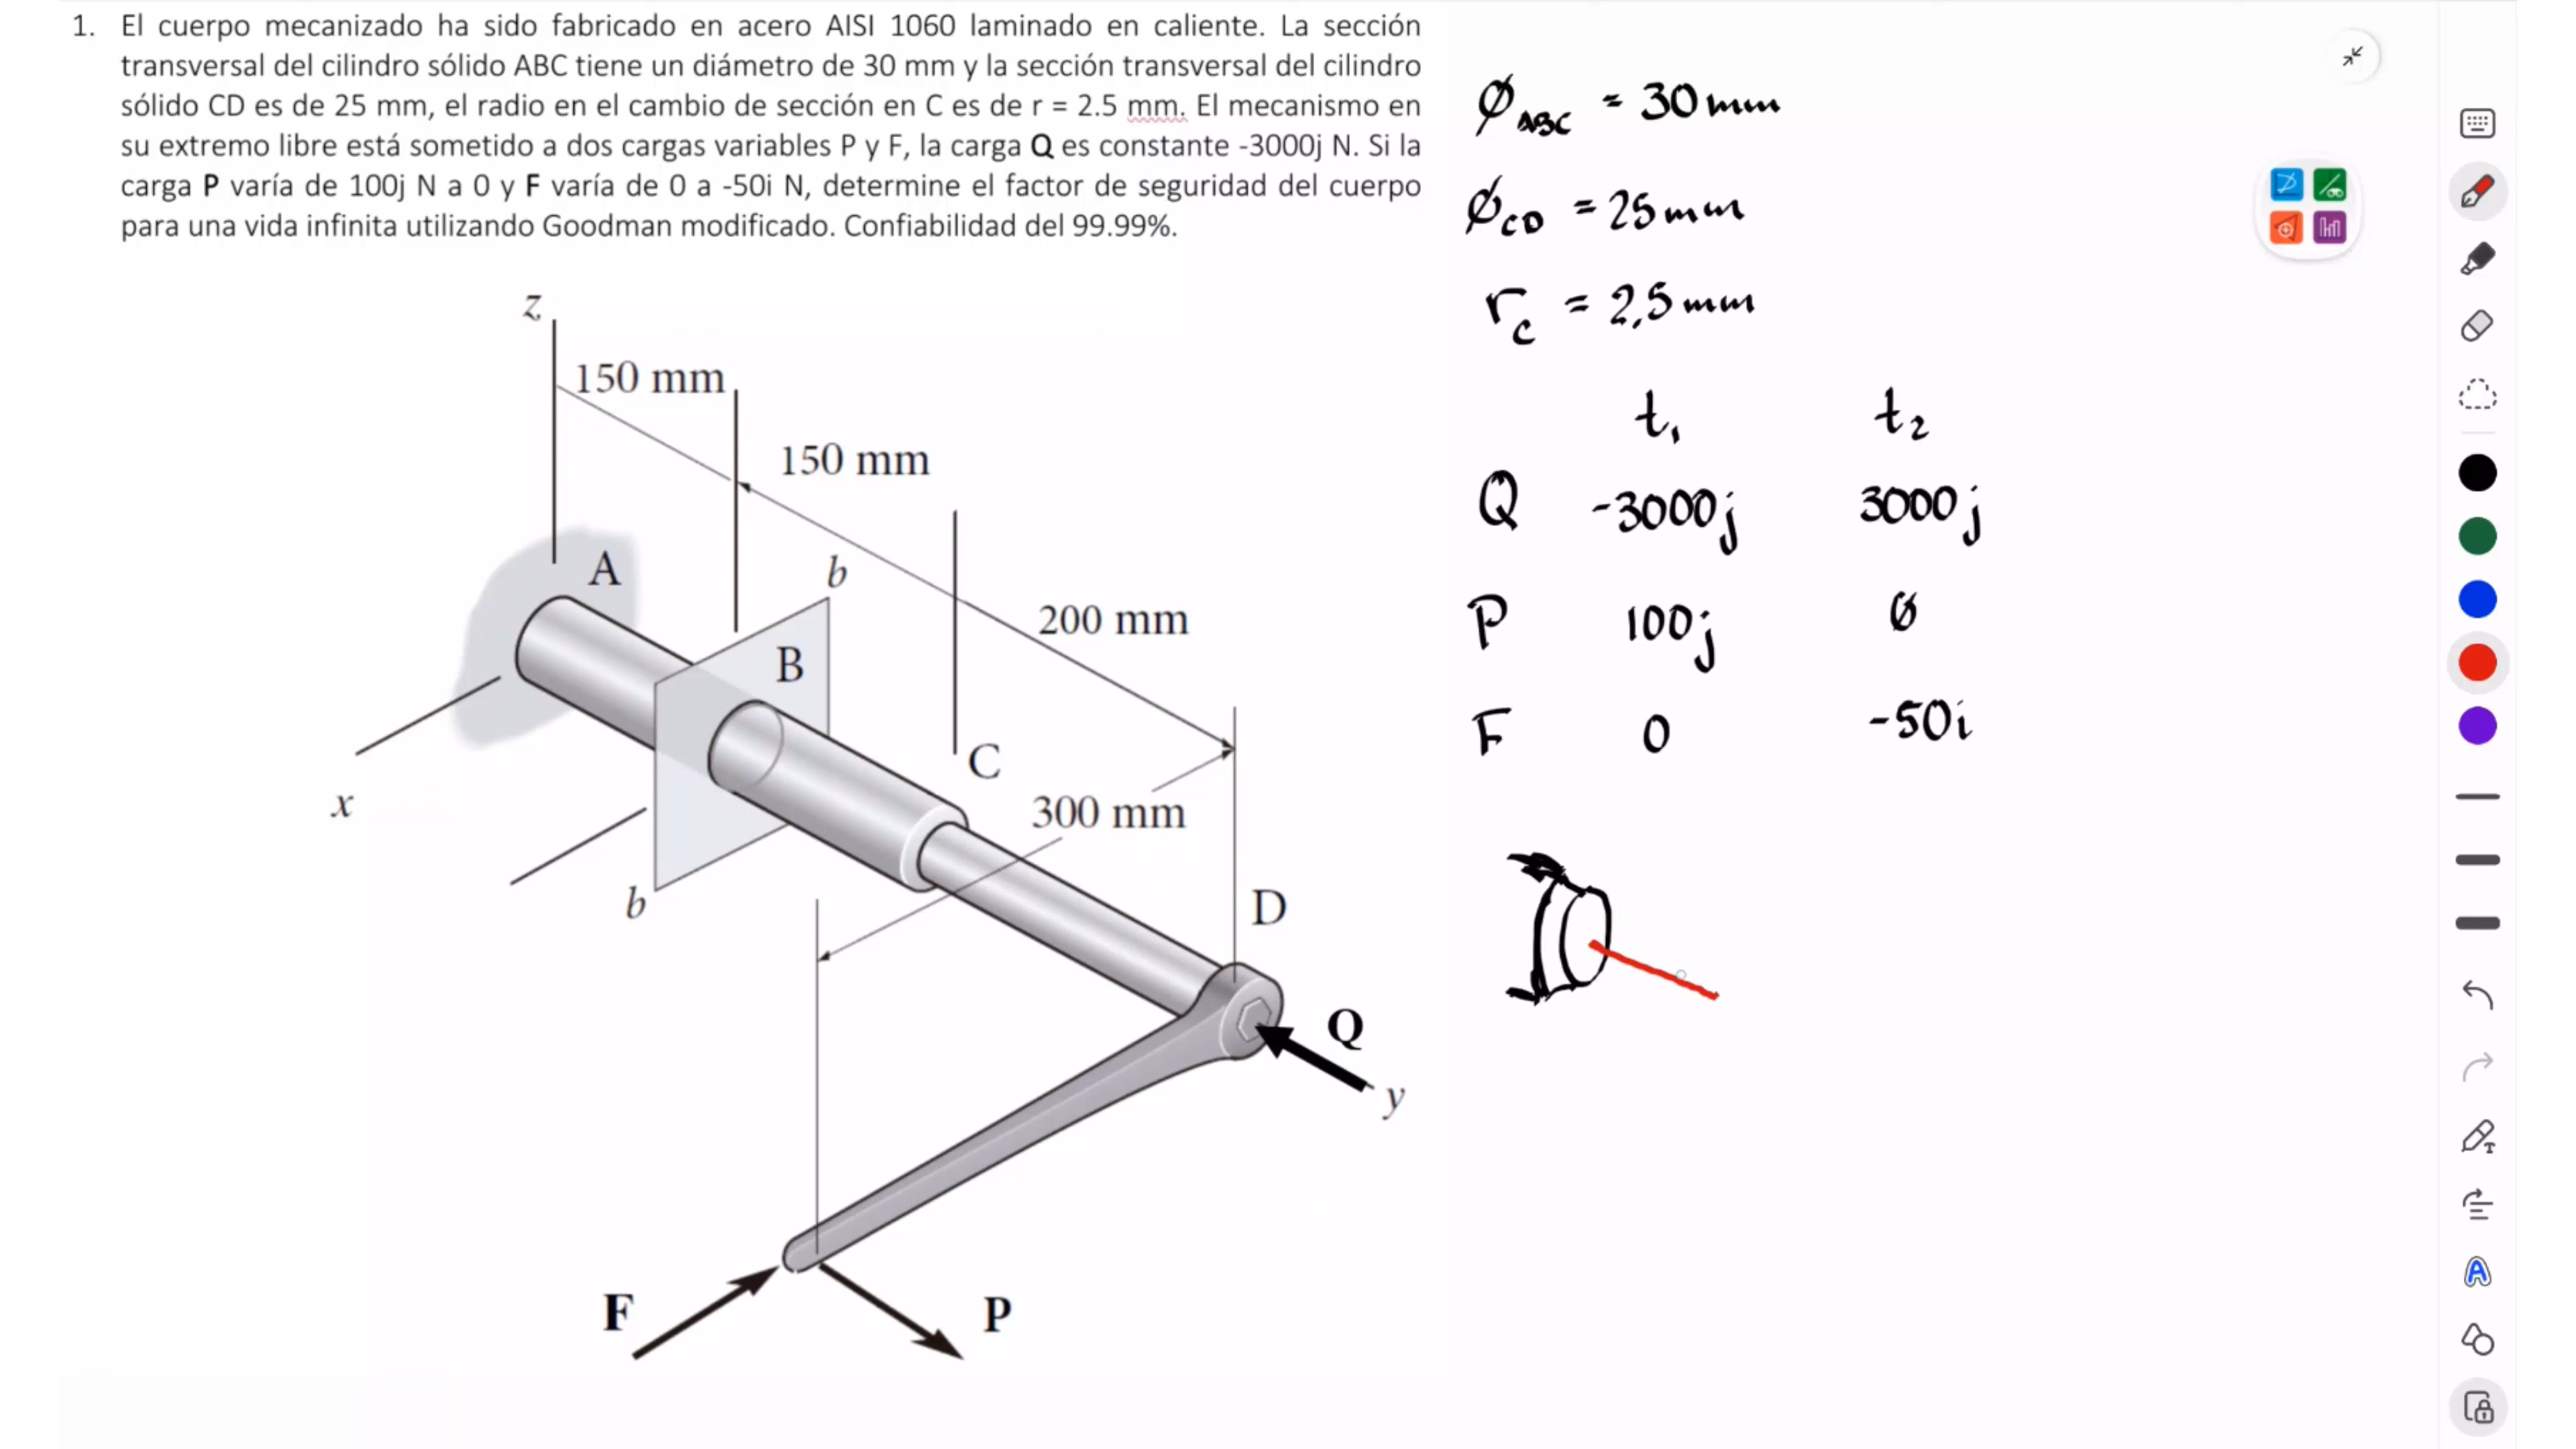 1. El cuerpo mecanizado ha sido fabricado en acero AISI 1060 laminado en caliente. La sección
transversal del cilindro sólido ABC tiene un diámetro de 30 mm y la sección transversal del cilindro
sólido CD es de 25 mm, el radio en el cambio de sección en C es de r = 2.5 mm. El mecanismo en
su extremo libre está sometido a dos cargas variables P y F, la carga Q es constante -3000j N. Si la
carga P varía de 100j N a 0 y F varía de 0 a -50i N, determine el factor de seguridad del cuerpo
para una vida infinita utilizando Goodman modificado. Confiabilidad del 99.99%.
Ø ABC = 30 mm
Ø CD = 25 mm
r c = 2,5 mm
t1 t2
Q -3000j 3000j
P 100j Ø
F 0 -50i
z
150 mm
150 mm
200 mm
300 mm
A
b
B
C
x
b
D
Q
y
F
P